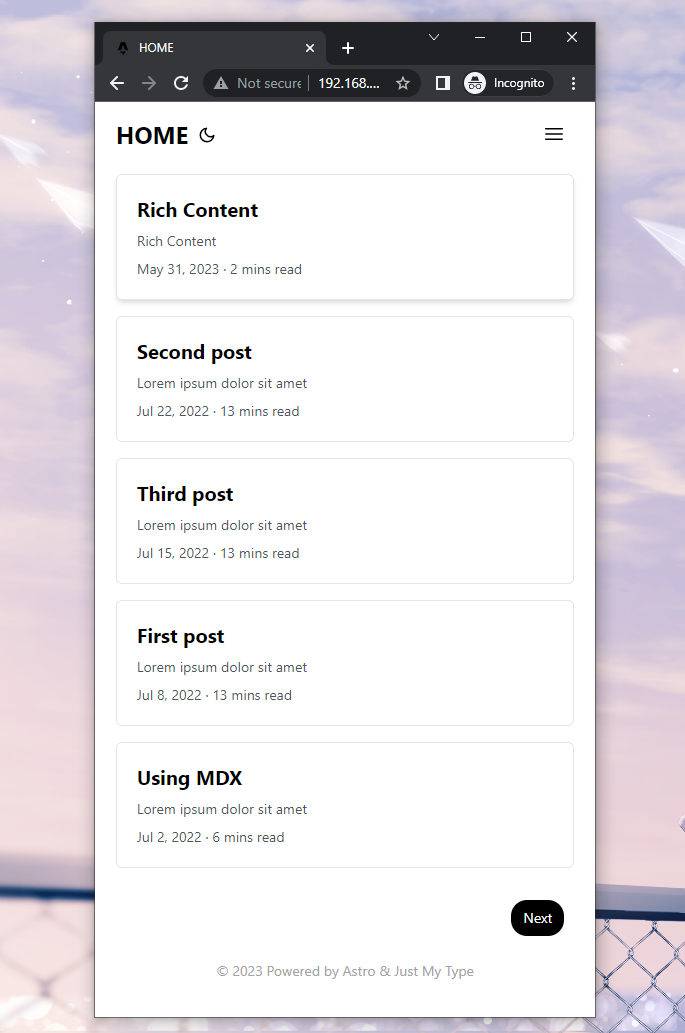 HOME
Not secure 192.168.... Incognito
HOME
Rich Content
Rich Content
May 31, 2023 · 2 mins read
Second post
Lorem ipsum dolor sit amet
Jul 22, 2022 · 13 mins read
Third post
Lorem ipsum dolor sit amet
Jul 15, 2022 · 13 mins read
First post
Lorem ipsum dolor sit amet
Jul 8, 2022 · 13 mins read
Using MDX
Lorem ipsum dolor sit amet
Jul 2, 2022 · 6 mins read
Next
© 2023 Powered by Astro & Just My Type